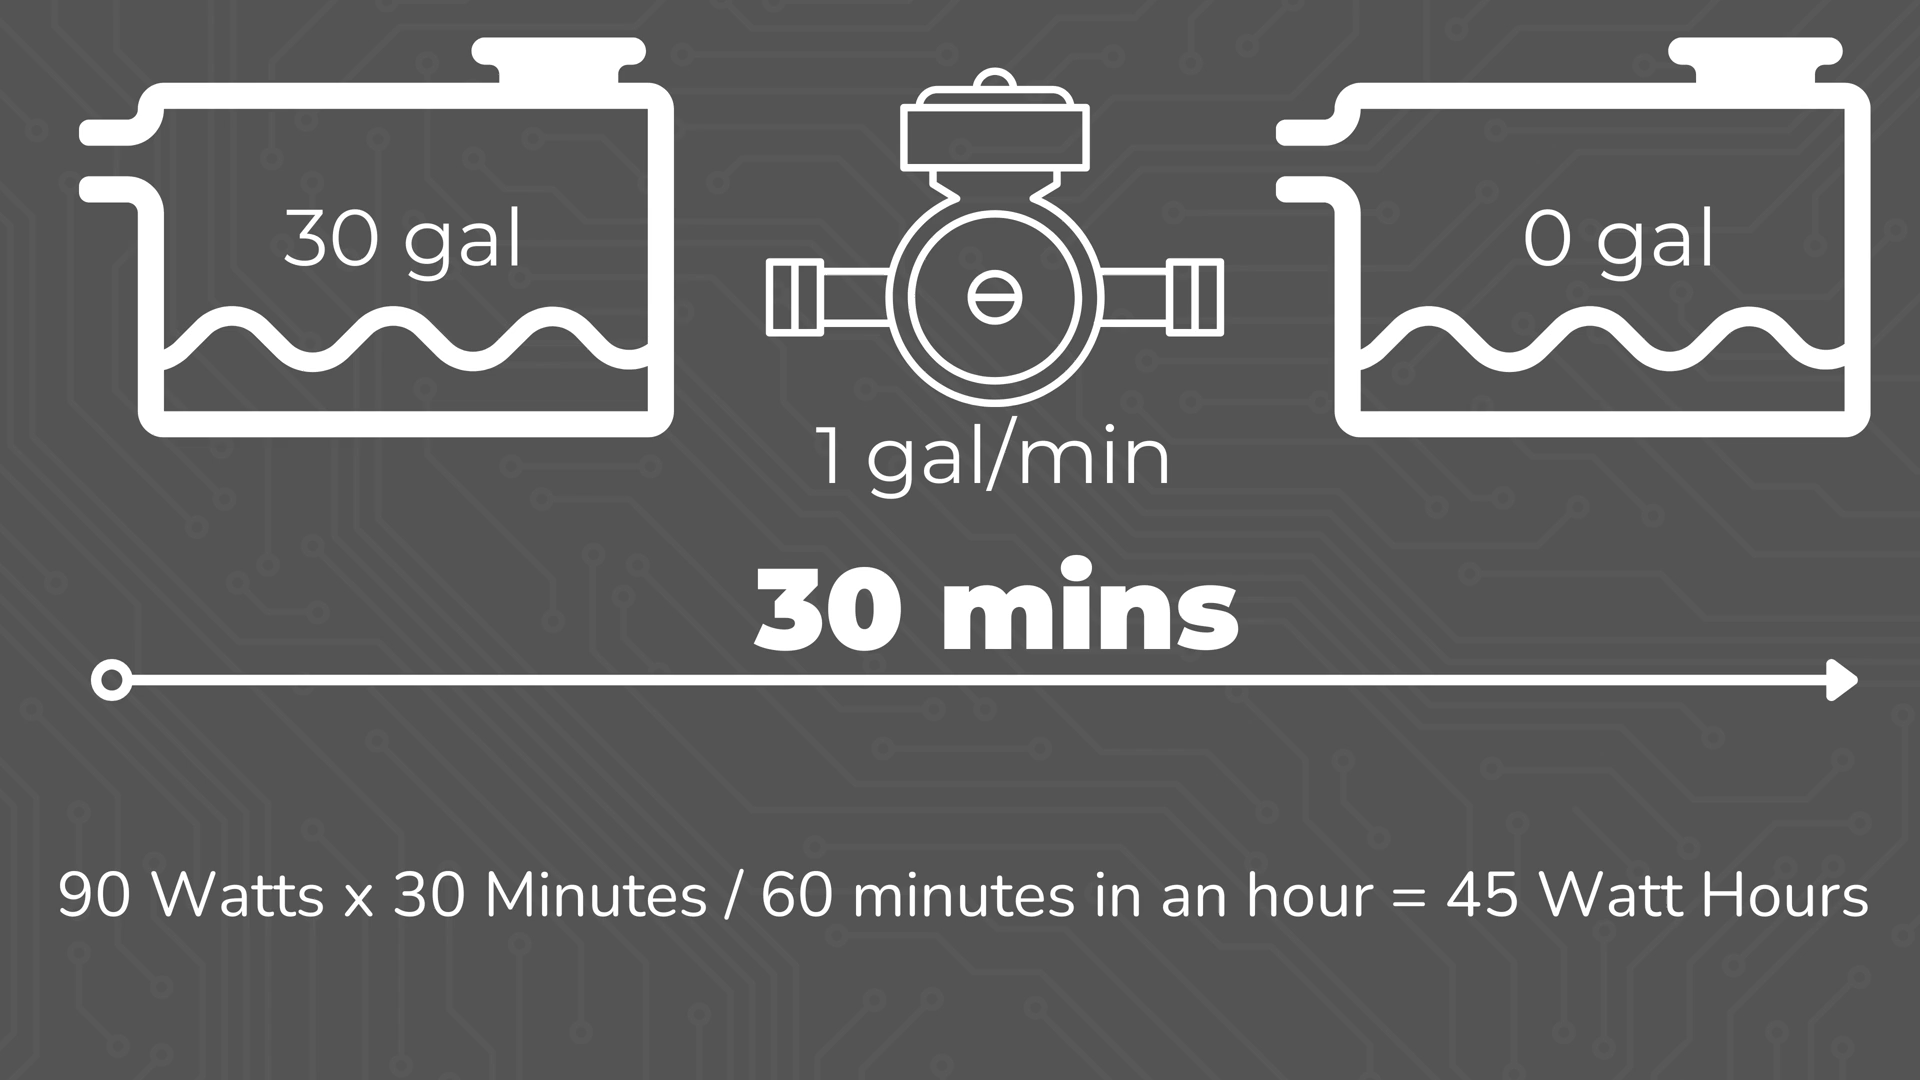 30 gal
0 gal
1 gal/min
30 mins
90 Watts x 30 Minutes / 60 minutes in an hour = 45 Watt Hours